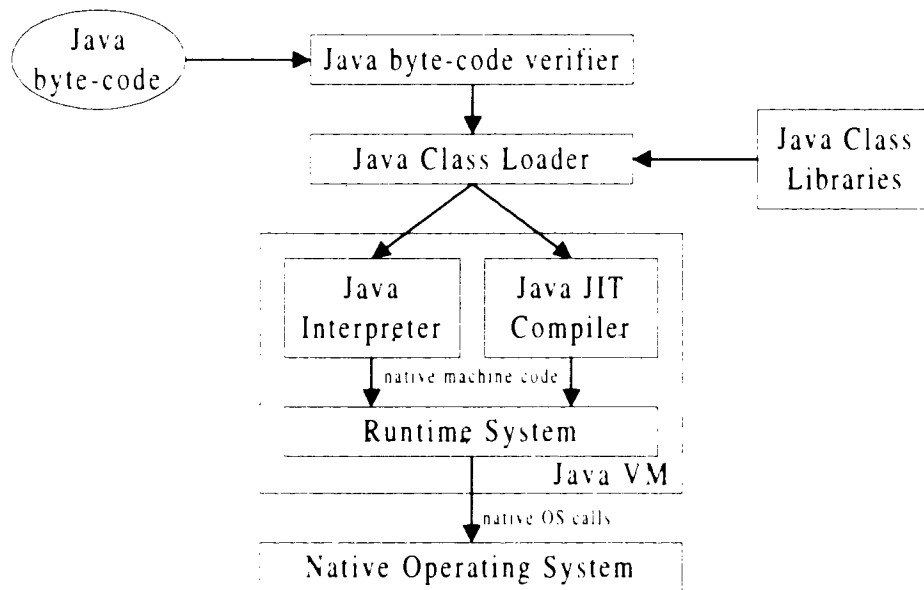 Java
byte-code
Java byte-code verifier
Java Class Loader
Java Class
Libraries
Java
Interpreter
Java JIT
Compiler
native machine code
Runtime System
Java VM
native OS calls
Native Operating System